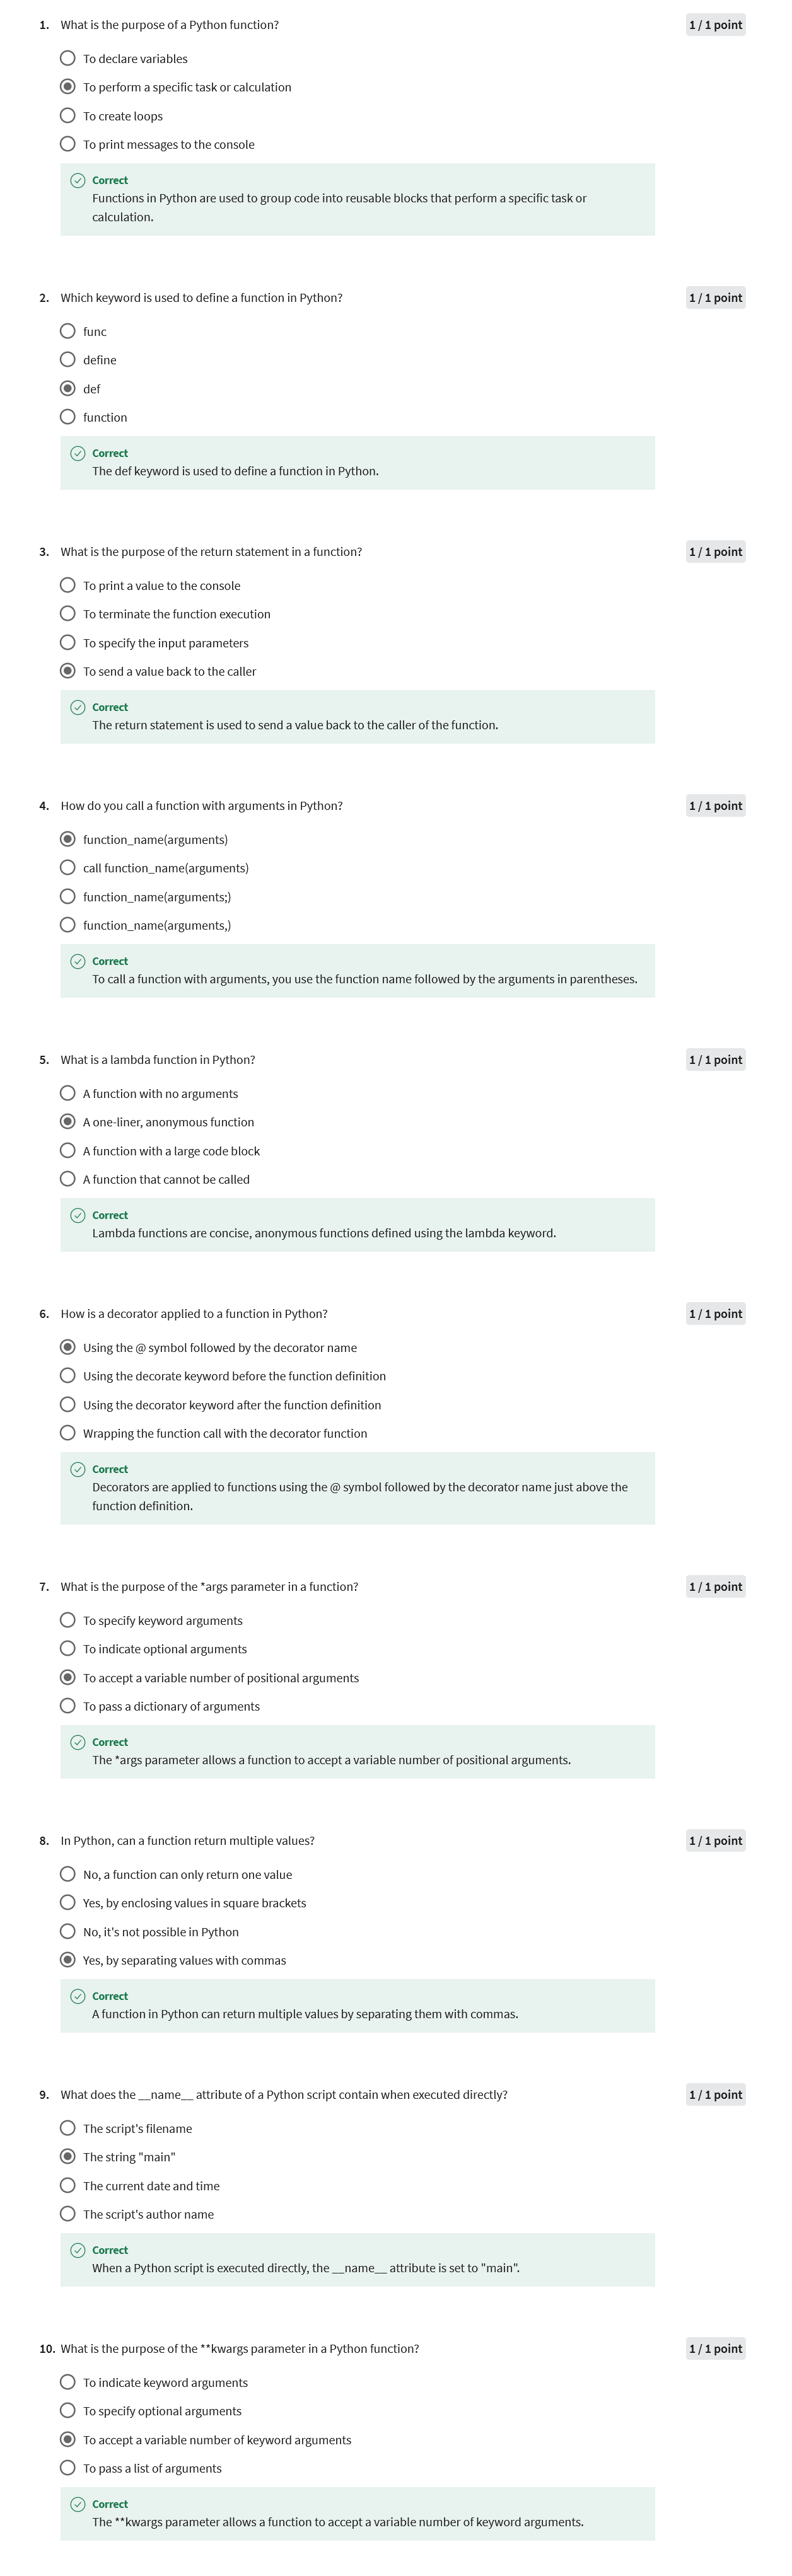 1. What is the purpose of a Python function? 1 / 1 point
To declare variables
To perform a specific task or calculation
To create loops
To print messages to the console
Correct
Functions in Python are used to group code into reusable blocks that perform a specific task or
calculation.
2. Which keyword is used to define a function in Python? 1 / 1 point
func
define
def
function
Correct
The def keyword is used to define a function in Python.
3. What is the purpose of the return statement in a function? 1 / 1 point
To print a value to the console
To terminate the function execution
To specify the input parameters
To send a value back to the caller
Correct
The return statement is used to send a value back to the caller of the function.
4. How do you call a function with arguments in Python? 1 / 1 point
function_name(arguments)
call function_name(arguments)
function_name(arguments;)
function_name(arguments,)
Correct
To call a function with arguments, you use the function name followed by the arguments in parentheses.
5. What is a lambda function in Python? 1 / 1 point
A function with no arguments
A one-liner, anonymous function
A function with a large code block
A function that cannot be called
Correct
Lambda functions are concise, anonymous functions defined using the lambda keyword.
6. How is a decorator applied to a function in Python? 1 / 1 point
Using the @ symbol followed by the decorator name
Using the decorate keyword before the function definition
Using the decorator keyword after the function definition
Wrapping the function call with the decorator function
Correct
Decorators are applied to functions using the @ symbol followed by the decorator name just above the
function definition.
7. What is the purpose of the *args parameter in a function? 1 / 1 point
To specify keyword arguments
To indicate optional arguments
To accept a variable number of positional arguments
To pass a dictionary of arguments
Correct
The *args parameter allows a function to accept a variable number of positional arguments.
8. In Python, can a function return multiple values? 1 / 1 point
No, a function can only return one value
Yes, by enclosing values in square brackets
No, it's not possible in Python
Yes, by separating values with commas
Correct
A function in Python can return multiple values by separating them with commas.
9. What does the __name__ attribute of a Python script contain when executed directly? 1 / 1 point
The script's filename
The string "main"
The current date and time
The script's author name
Correct
When a Python script is executed directly, the __name__ attribute is set to "main".
10. What is the purpose of the **kwargs parameter in a Python function? 1 / 1 point
To indicate keyword arguments
To specify optional arguments
To accept a variable number of keyword arguments
To pass a list of arguments
Correct
The **kwargs parameter allows a function to accept a variable number of keyword arguments.